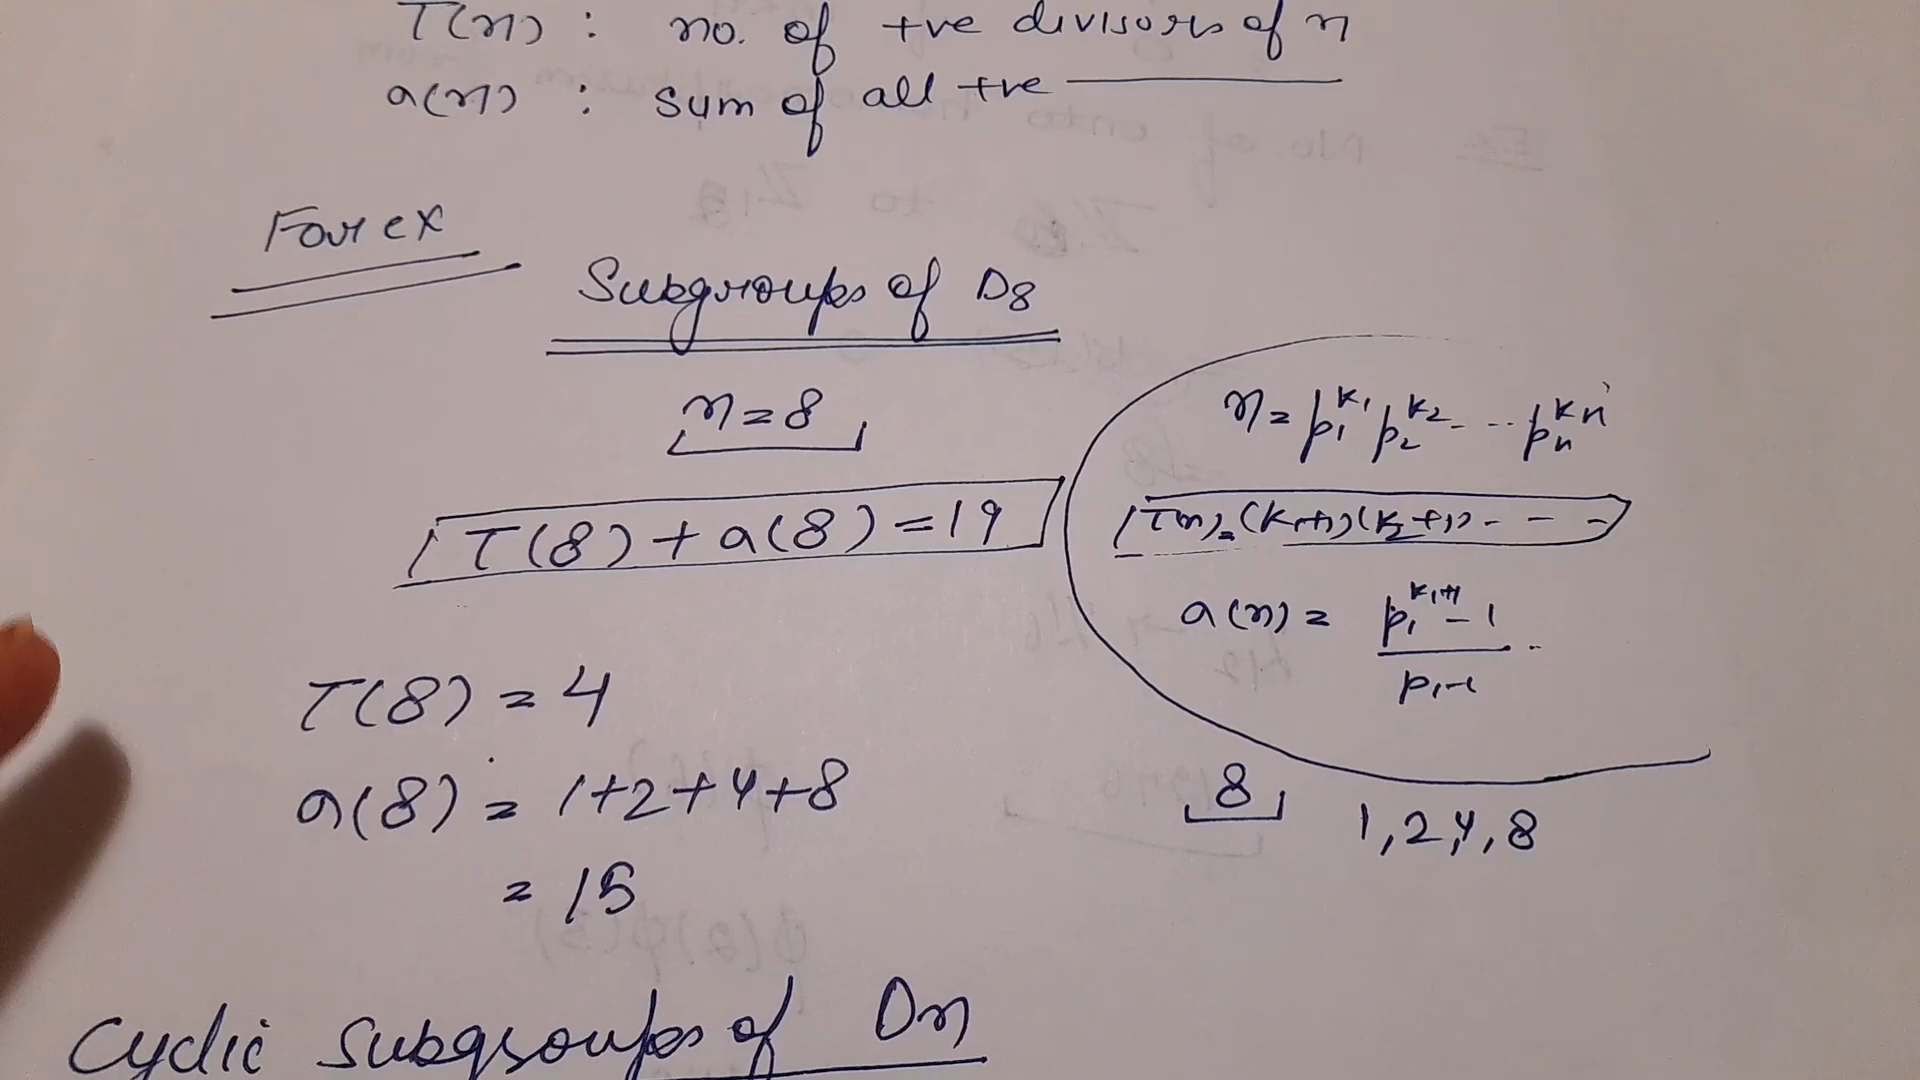 T(n) : no. of +ve divisors of n
a(n) : sum of all +ve
For ex
Subgroups of D8
n=8
T(8) + a(8) = 19
n = p₁^k₁ p₂^k₂ - - - pₙ^kₙ
T(n) = (k₁+1)(k₂+1) - - -
a(n) = (p₁^(k₁+1) - 1)/(p₁-1) ..
T(8) = 4
a(8) = 1+2+4+8
= 15
8 1,2,4,8
Cyclic Subgroups of Dn